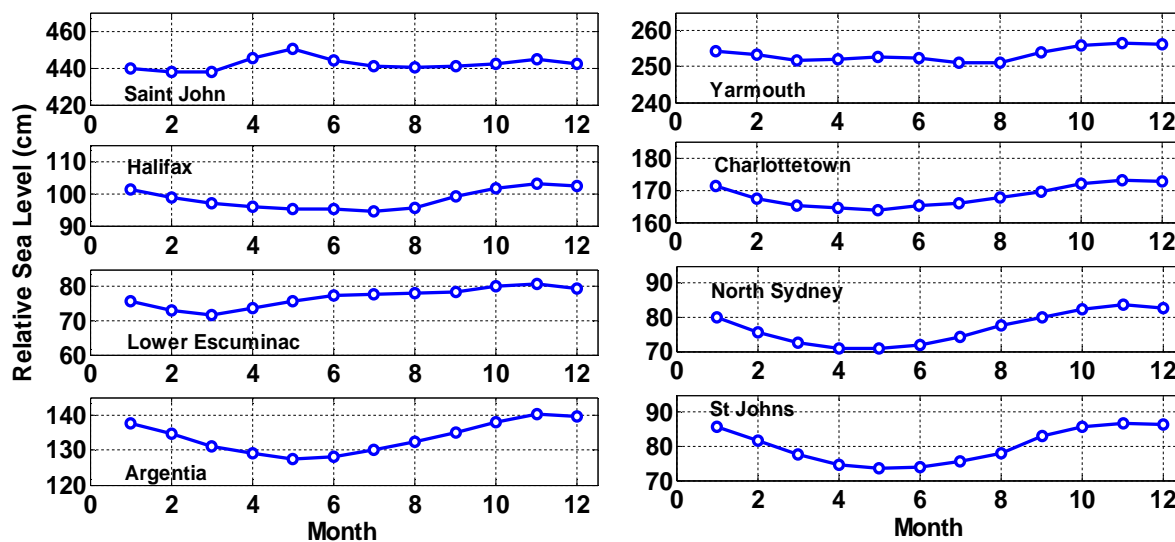 Relative Sea Level (cm)
460
440
420
Saint John
0 2 4 6 8 10 12
260
250
240
Yarmouth
0 2 4 6 8 10 12
Halifax
110
100
90
0 2 4 6 8 10 12
Charlottetown
180
170
160
0 2 4 6 8 10 12
80
70
60
Lower Escuminac
0 2 4 6 8 10 12
North Sydney
90
80
70
0 2 4 6 8 10 12
140
130
120
Argentia
0 2 4 6 8 10 12
Month
St Johns
90
80
70
0 2 4 6 8 10 12
Month